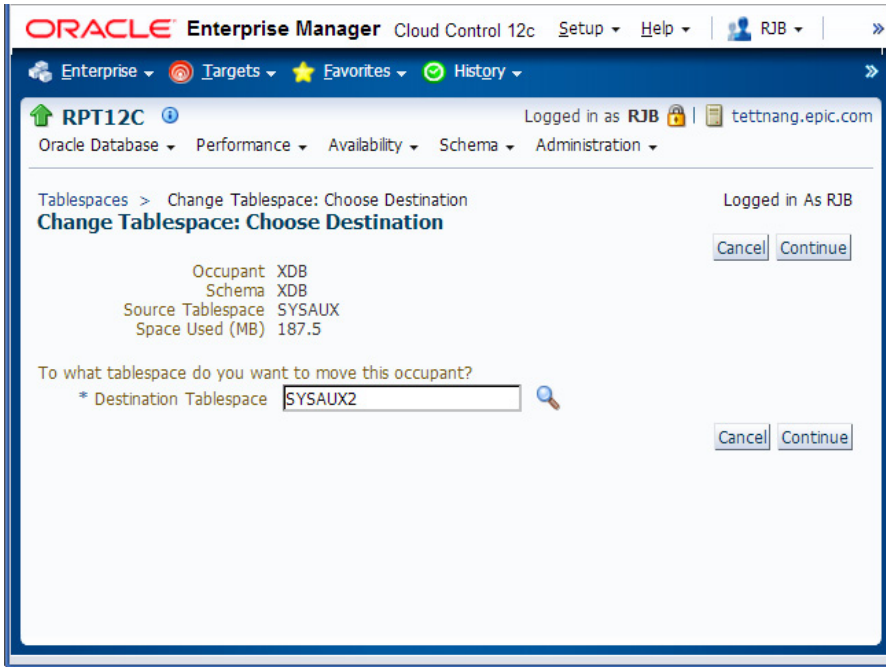 ORACLE Enterprise Manager Cloud Control 12c Setup Help RJB »
Enterprise Targets Favorites History »
RPT12C i Logged in as RJB | tettnang.epic.com
Oracle Database Performance Availability Schema Administration
Tablespaces > Change Tablespace: Choose Destination Logged in As RJB
Change Tablespace: Choose Destination
Cancel Continue
Occupant XDB
Schema XDB
Source Tablespace SYSAUX
Space Used (MB) 187.5
To what tablespace do you want to move this occupant?
* Destination Tablespace SYSAUX2
Cancel Continue